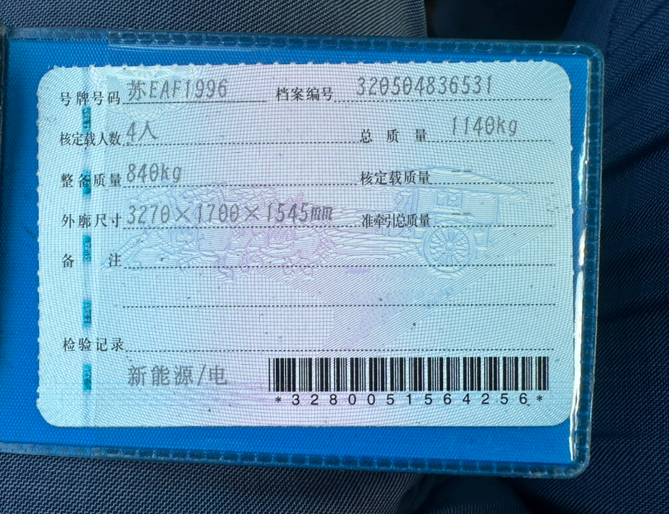 号牌号码 苏EAF1996 档案编号 320504836531
核定载人数 4人 总质量 1140kg
整备质量 840kg 核定载质量 --
外廓尺寸 3270×1700×1545mm 准牵引总质量 --
备注
检验记录
新能源/电
*3280051564256*